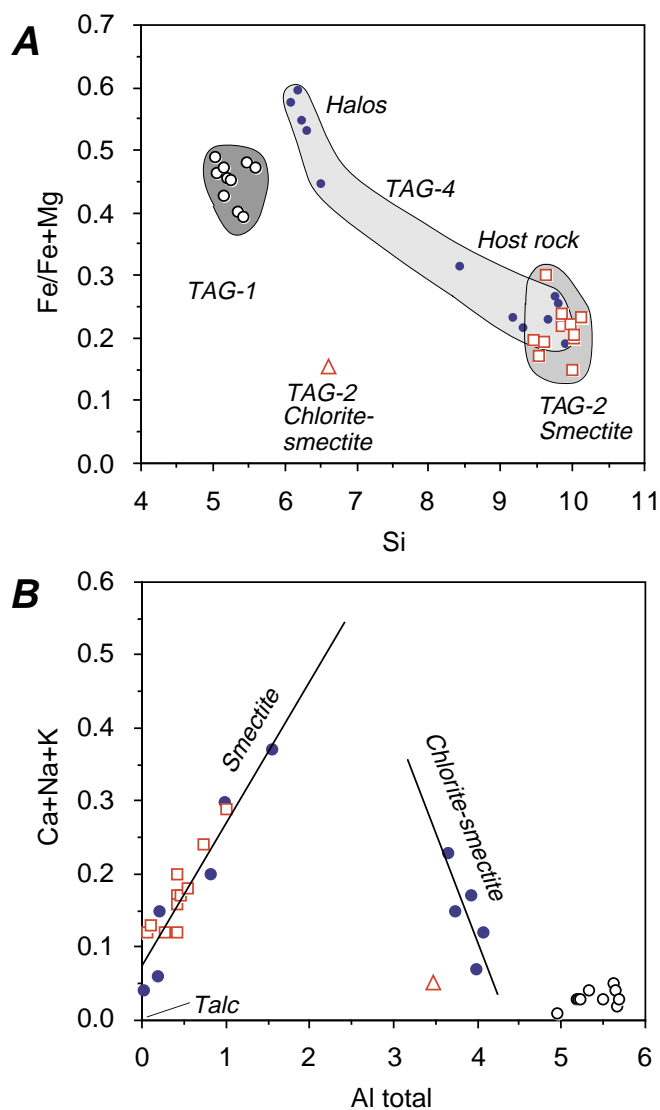 A
Fe/Fe+Mg
0.7
0.6
0.5
0.4
0.3
0.2
0.1
0.0
Halos
TAG-4
Host rock
TAG-1
TAG-2
Chlorite-
smectite
TAG-2
Smectite
4
5
6
7
8
9
10
11
Si
B
Ca+Na+K
0.6
0.5
0.4
0.3
0.2
0.1
0.0
Smectite
Chlorite-smectite
Talc
0
1
2
3
4
5
6
Al total